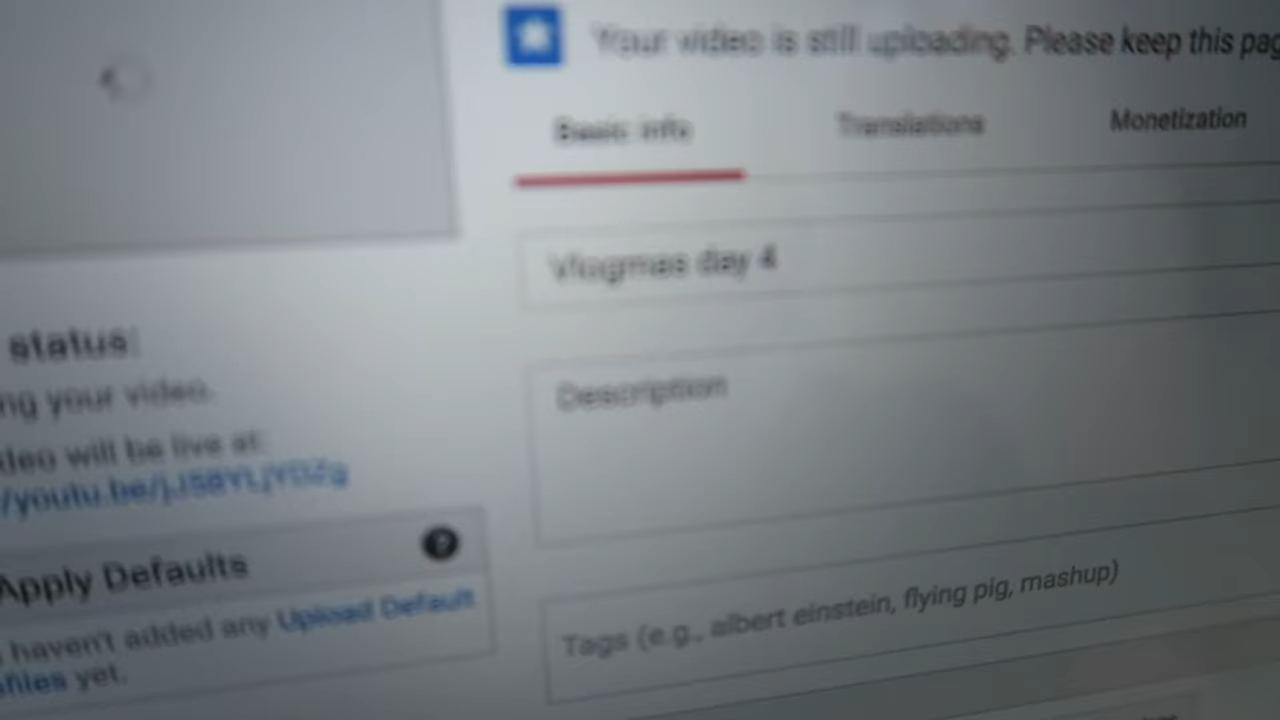 Your video is still uploading. Please keep this pag
Basic info
Translations
Monetization
Vlogmas day 4
status:
ng your video.
deo will be live at:
Description
Apply Defaults
?
haven't added any Upload Default
files yet.
Tags (e.g., albert einstein, flying pig, mashup)